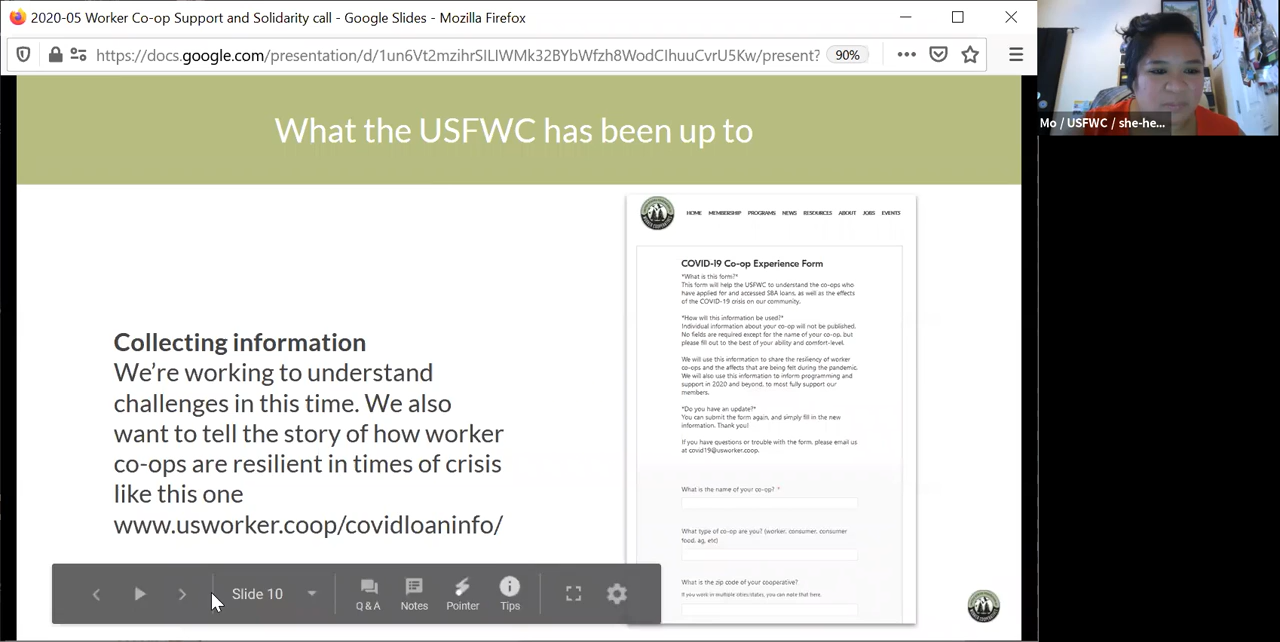 2020-05 Worker Co-op Support and Solidarity call - Google Slides - Mozilla Firefox
https://docs.google.com/presentation/d/1un6Vt2mzihrSILIWMk32BYbWfzh8WodCIhuuCvrU5Kw/present?
90%
Mo / USFWC / she-he...
What the USFWC has been up to
Collecting information
We're working to understand
challenges in this time. We also
want to tell the story of how worker
co-ops are resilient in times of crisis
like this one
www.usworker.coop/covidloaninfo/
HOME MEMBERSHIP PROGRAMS NEWS RESOURCES ABOUT JOBS EVENTS
COVID-19 Co-op Experience Form
*What is this form?*
This form will help the USFWC to understand the co-ops who
have applied for and accessed SBA loans, as well as the effects
of the COVID-19 crisis on our community.
*How will this information be used?*
Individual information about your co-op will not be published.
No fields are required except for the name of your co-op, but
please fill out to the best of your ability and comfort-level.
We will use this information to share the resiliency of worker
co-ops and the affects that are being felt during the pandemic.
We will also use this information to inform programming and
support in 2020 and beyond, to most fully support our
members.
*Do you have an update?*
You can submit the form again, and simply fill in the new
information. Thank you!
If you have questions or trouble with the form, please email us
at covid19@usworker.coop.
What is the name of your co-op? *
What type of co-op are you? (worker, consumer, consumer
food, ag, etc)
What is the zip code of your cooperative?
If you work in multiple cities/states, you can note that here.
Slide 10
Q & A
Notes
Pointer
Tips